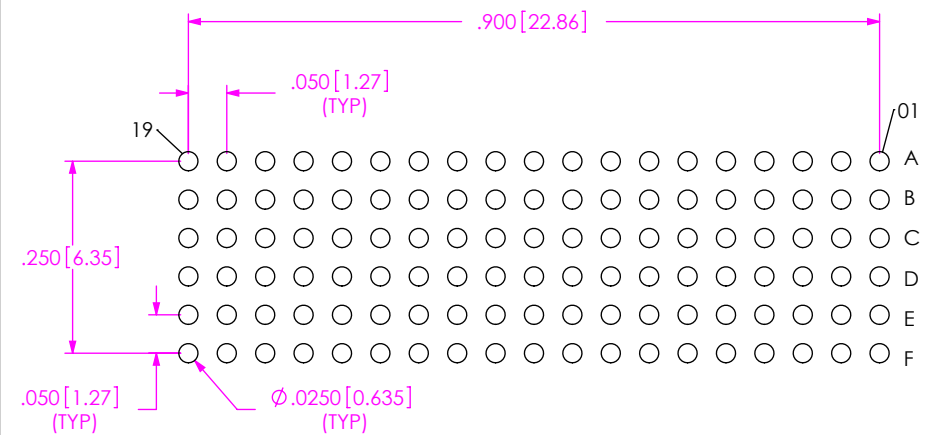 .900[22.86]
.050[1.27]
(TYP)
19
01
A
B
C
.250[6.35]
D
E
F
.050[1.27]
(TYP)
Ø.0250[0.635]
(TYP)